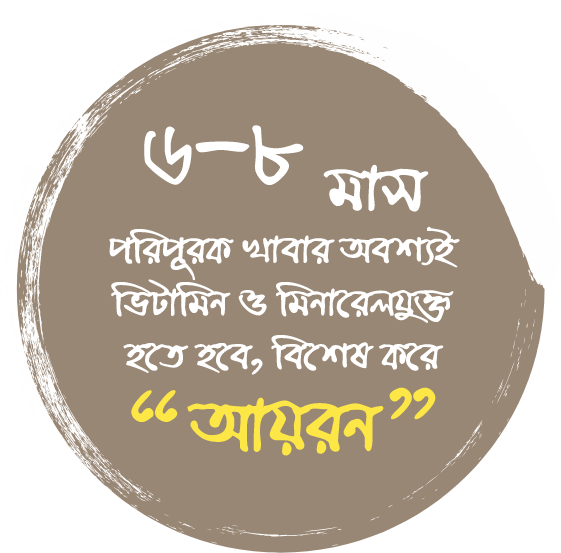 ৬-৮ মাস
পরিপূরক খাবার অবশ্যই
ভিটামিন ও মিনারেলযুক্ত
হতে হবে, বিশেষ করে
“আয়রন”